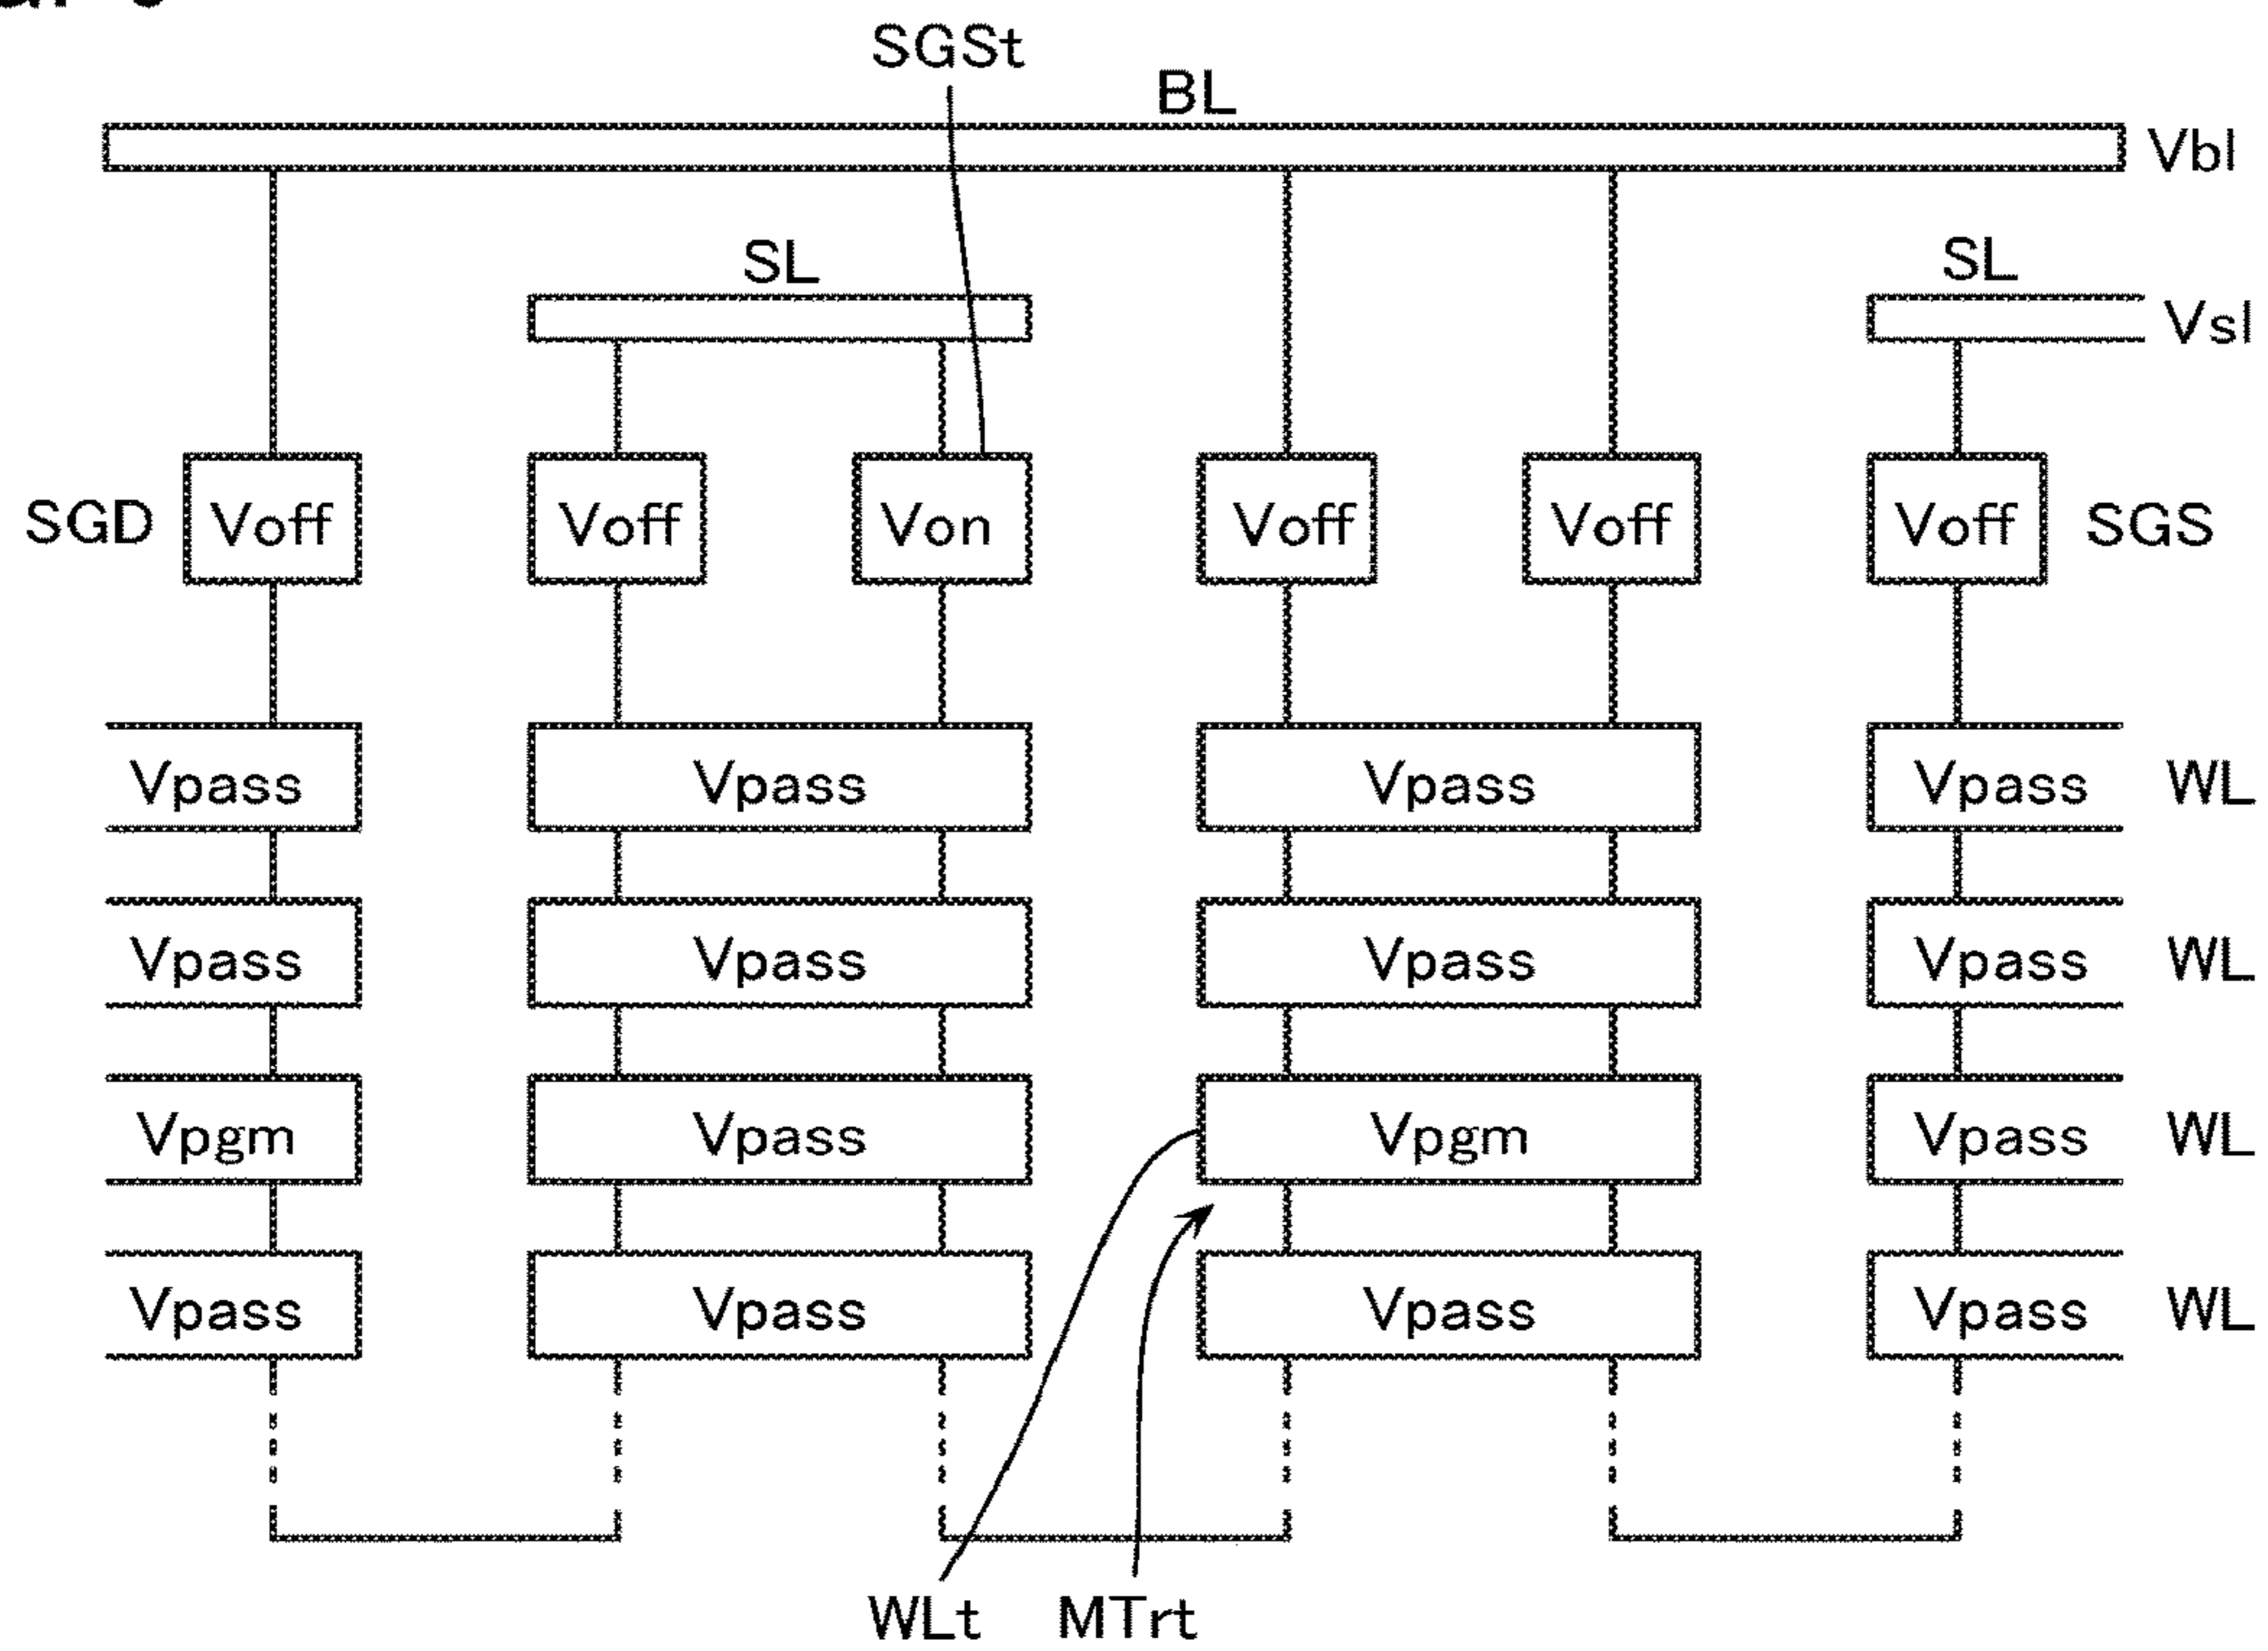 SGSt
BL
Vbl
SL
SL
Vsl
SGD Voff Voff Von Voff Voff Voff SGS
Vpass Vpass Vpass Vpass WL
Vpass Vpass Vpass Vpass WL
Vpgm Vpass Vpgm Vpass WL
Vpass Vpass Vpass Vpass WL
WLt MTrt